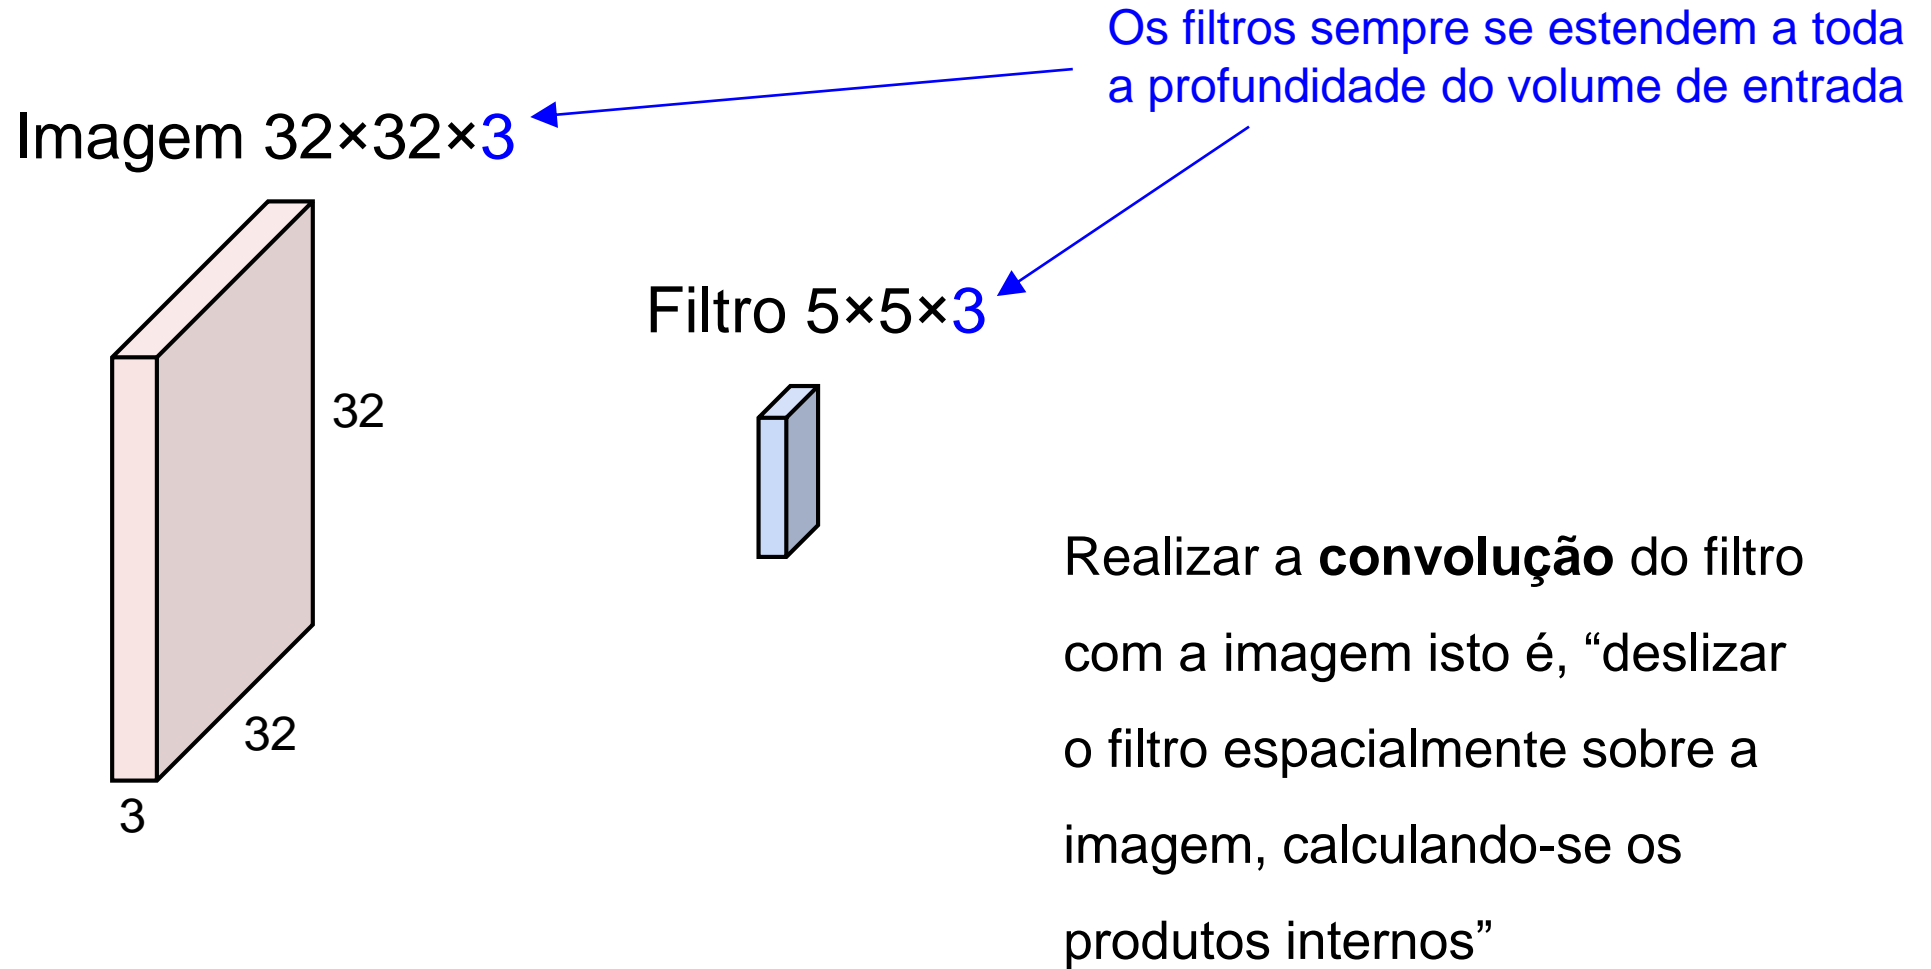 Os filtros sempre se estendem a toda
a profundidade do volume de entrada
Imagem 32×32×3
Filtro 5×5×3
32
32
3
Realizar a convolução do filtro
com a imagem isto é, “deslizar
o filtro espacialmente sobre a
imagem, calculando-se os
produtos internos”